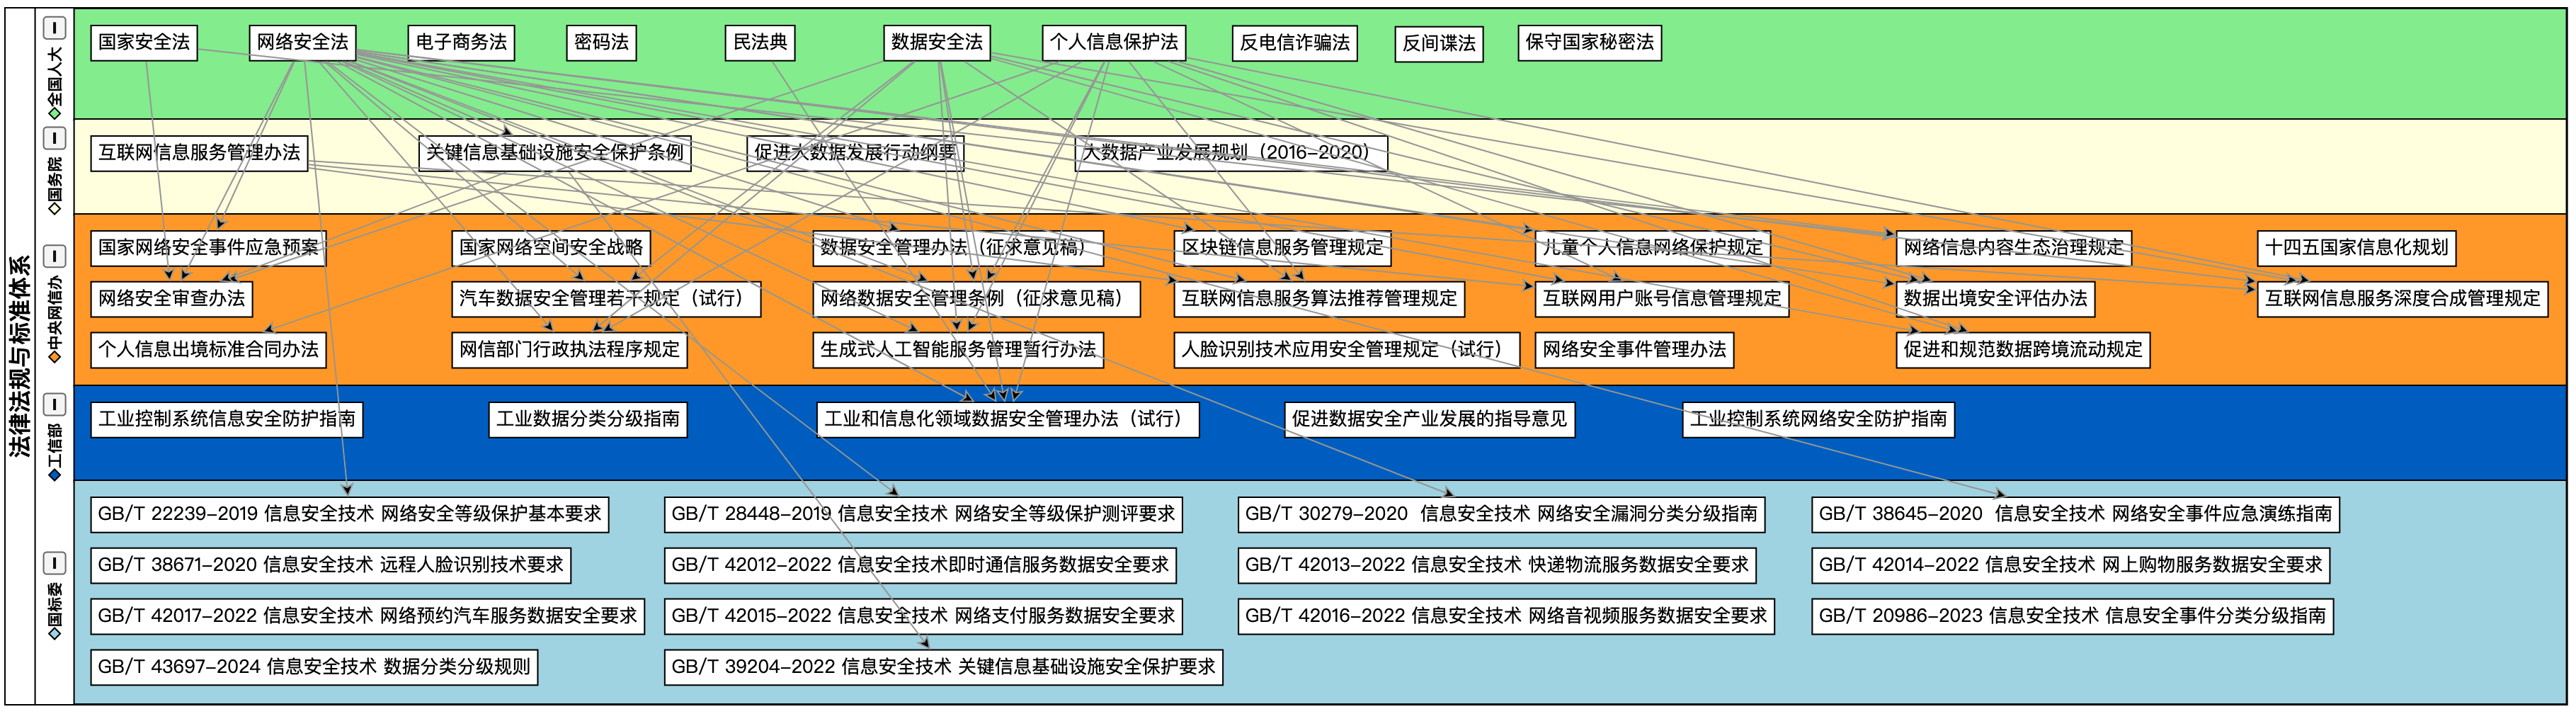 法律法规与标准体系
全国人大
国家安全法
网络安全法
电子商务法
密码法
民法典
数据安全法
个人信息保护法
反电信诈骗法
反间谍法
保守国家秘密法
国务院
互联网信息服务管理办法
关键信息基础设施安全保护条例
促进大数据发展行动纲要
大数据产业发展规划（2016-2020）
中央网信办
国家网络安全事件应急预案
国家网络空间安全战略
数据安全管理办法（征求意见稿）
区块链信息服务管理规定
儿童个人信息网络保护规定
网络信息内容生态治理规定
十四五国家信息化规划
网络安全审查办法
汽车数据安全管理若干规定（试行）
网络数据安全管理条例（征求意见稿）
互联网信息服务算法推荐管理规定
互联网用户账号信息管理规定
数据出境安全评估办法
互联网信息服务深度合成管理规定
个人信息出境标准合同办法
网信部门行政执法程序规定
生成式人工智能服务管理暂行办法
人脸识别技术应用安全管理规定（试行）
网络安全事件管理办法
促进和规范数据跨境流动规定
工信部
工业控制系统信息安全防护指南
工业数据分类分级指南
工业和信息化领域数据安全管理办法（试行）
促进数据安全产业发展的指导意见
工业控制系统网络安全防护指南
国标委
GB/T 22239-2019 信息安全技术 网络安全等级保护基本要求
GB/T 28448-2019 信息安全技术 网络安全等级保护测评要求
GB/T 30279-2020  信息安全技术 网络安全漏洞分类分级指南
GB/T 38645-2020  信息安全技术 网络安全事件应急演练指南
GB/T 38671-2020 信息安全技术 远程人脸识别技术要求
GB/T 42012-2022 信息安全技术即时通信服务数据安全要求
GB/T 42013-2022 信息安全技术 快递物流服务数据安全要求
GB/T 42014-2022 信息安全技术 网上购物服务数据安全要求
GB/T 42017-2022 信息安全技术 网络预约汽车服务数据安全要求
GB/T 42015-2022 信息安全技术 网络支付服务数据安全要求
GB/T 42016-2022 信息安全技术 网络音视频服务数据安全要求
GB/T 20986-2023 信息安全技术 信息安全事件分类分级指南
GB/T 43697-2024 信息安全技术 数据分类分级规则
GB/T 39204-2022 信息安全技术 关键信息基础设施安全保护要求